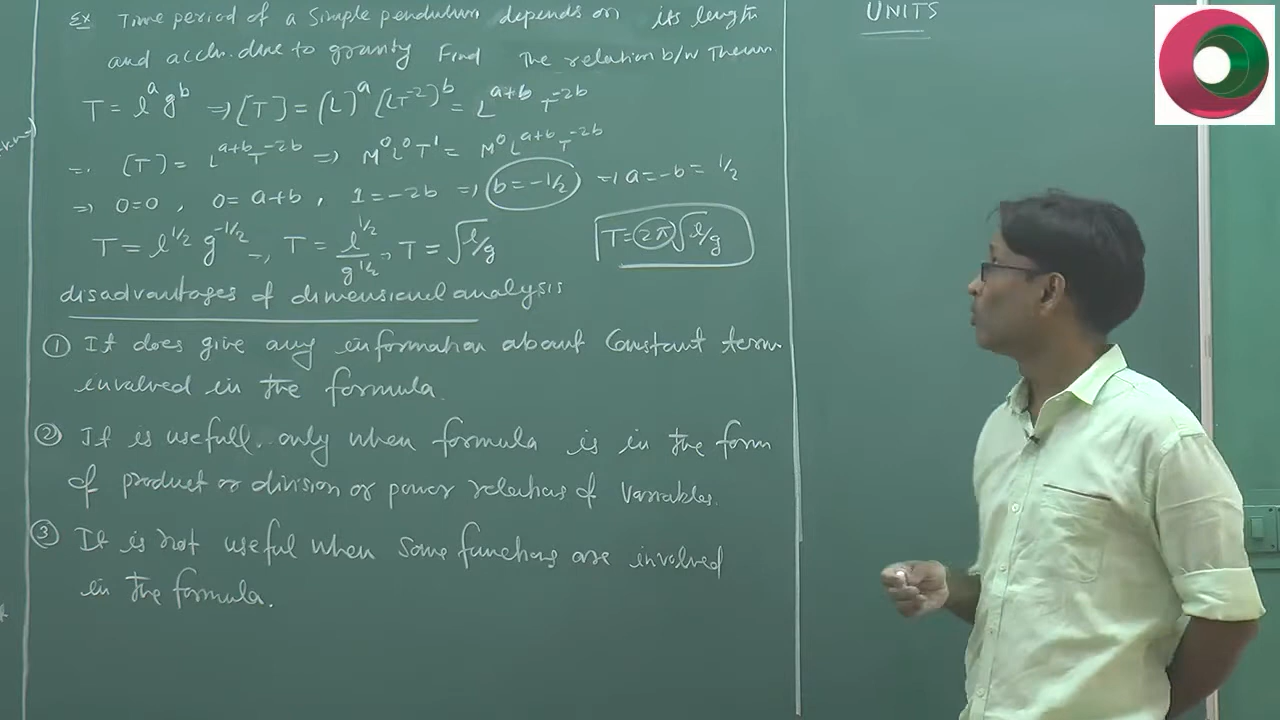 Ex Time period of a simple pendulum depends on its length
and accln. due to gravity Find The relation b/w Them
T = l^a g^b ⇒ [T] = (L)^a (LT^-2)^b = L^a+b T^-2b
⇒ (T) = L^a+b T^-2b ⇒ M^0 L^0 T^1 = M^0 L^a+b T^-2b
⇒ 0=0 , 0=a+b , 1=-2b ⇒ b=-1/2 ⇒ a=-b=1/2
T = l^1/2 g^-1/2 ⇒ T = l^1/2/g^1/2 ⇒ T = √l/g T=2π√l/g
disadvantages of dimensional analysis
① It does give any information about Constant term
involved in the formula.
② It is usefull. only when formula is in the form
of product or division or power relations of variables.
③ It is not useful when some functions are involved
in the formula.
UNITS